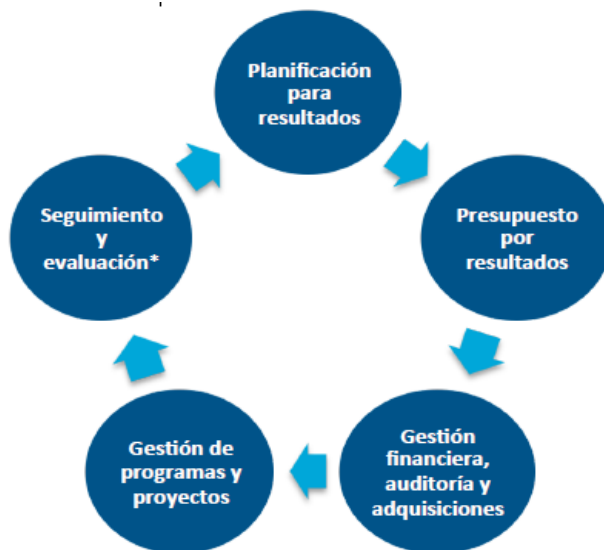 Planificación
para
resultados
Presupuesto
por
resultados
Gestión
financiera,
auditoría y
adquisiciones
Gestión de
programas y
proyectos
Seguimiento
y
evaluación*